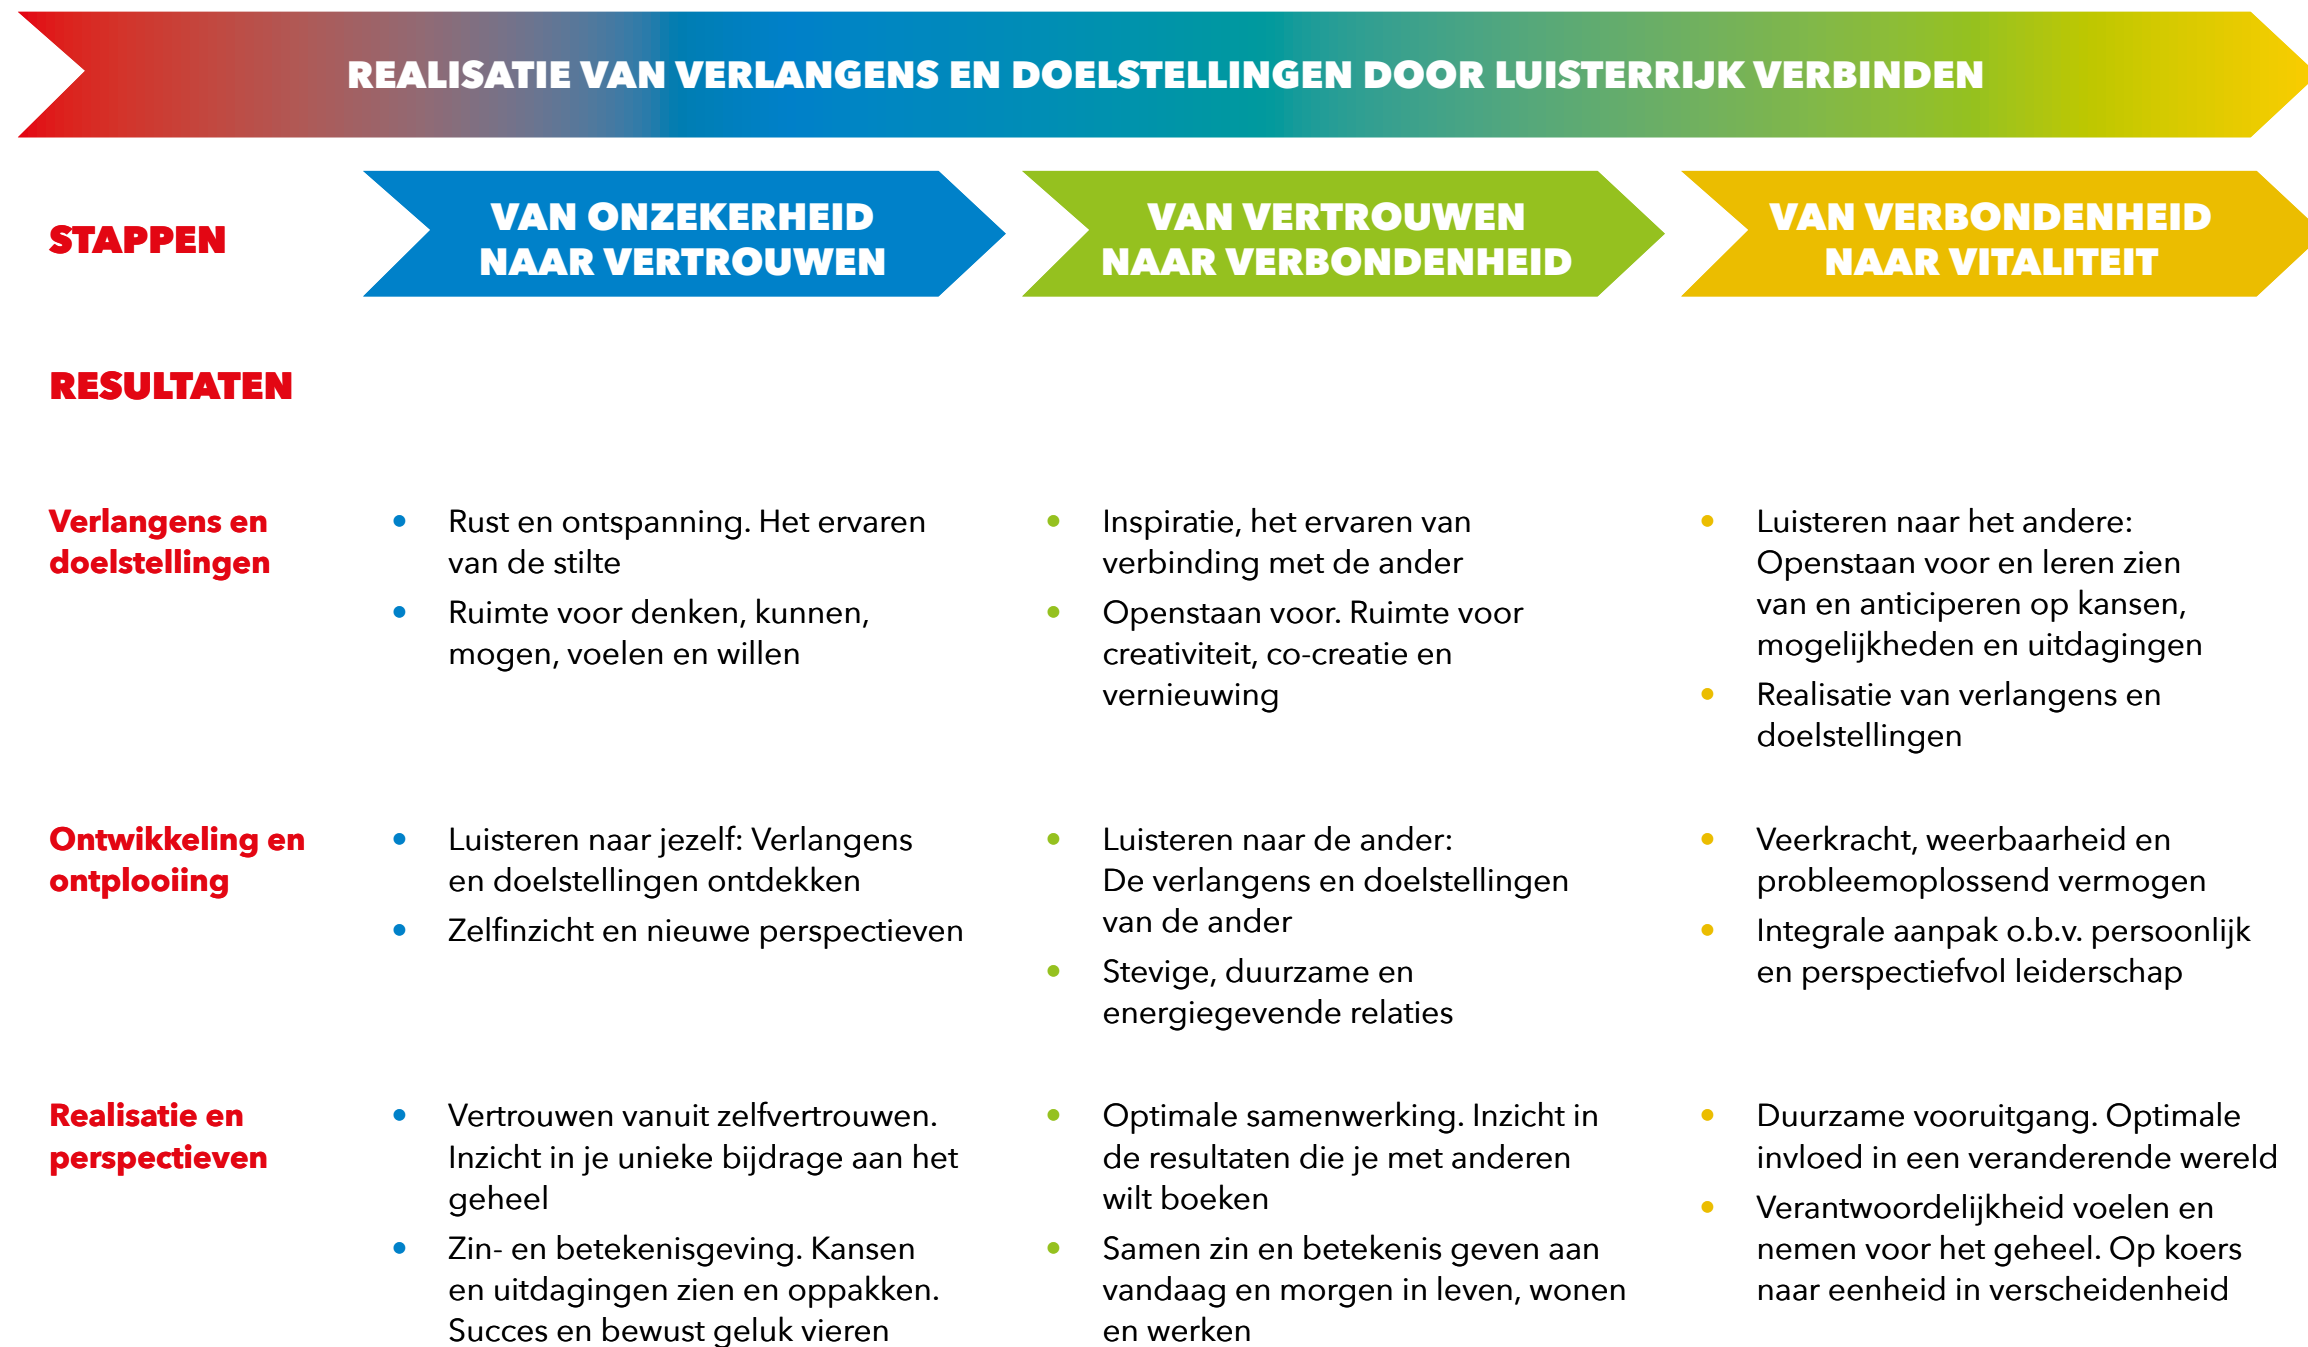 REALISATIE VAN VERLANGENS EN DOELSTELLINGEN DOOR LUISTERRIJK VERBINDEN
STAPPEN
VAN ONZEKERHEID
NAAR VERTROUWEN
VAN VERTROUWEN
NAAR VERBONDENHEID
VAN VERBONDENHEID
NAAR VITALITEIT
RESULTATEN
Verlangens en
doelstellingen
• Rust en ontspanning. Het ervaren
van de stilte
• Ruimte voor denken, kunnen,
mogen, voelen en willen
• Inspiratie, het ervaren van
verbinding met de ander
• Openstaan voor. Ruimte voor
creativiteit, co-creatie en
vernieuwing
• Luisteren naar het andere:
Openstaan voor en leren zien
van en anticiperen op kansen,
mogelijkheden en uitdagingen
• Realisatie van verlangens en
doelstellingen
Ontwikkeling en
ontplooiing
• Luisteren naar jezelf: Verlangens
en doelstellingen ontdekken
• Zelfinzicht en nieuwe perspectieven
• Luisteren naar de ander:
De verlangens en doelstellingen
van de ander
• Stevige, duurzame en
energiegevende relaties
• Veerkracht, weerbaarheid en
probleemoplossend vermogen
• Integrale aanpak o.b.v. persoonlijk
en perspectiefvol leiderschap
Realisatie en
perspectieven
• Vertrouwen vanuit zelfvertrouwen.
Inzicht in je unieke bijdrage aan het
geheel
• Zin- en betekenisgeving. Kansen
en uitdagingen zien en oppakken.
Succes en bewust geluk vieren
• Optimale samenwerking. Inzicht in
de resultaten die je met anderen
wilt boeken
• Samen zin en betekenis geven aan
vandaag en morgen in leven, wonen
en werken
• Duurzame vooruitgang. Optimale
invloed in een veranderende wereld
• Verantwoordelijkheid voelen en
nemen voor het geheel. Op koers
naar eenheid in verscheidenheid